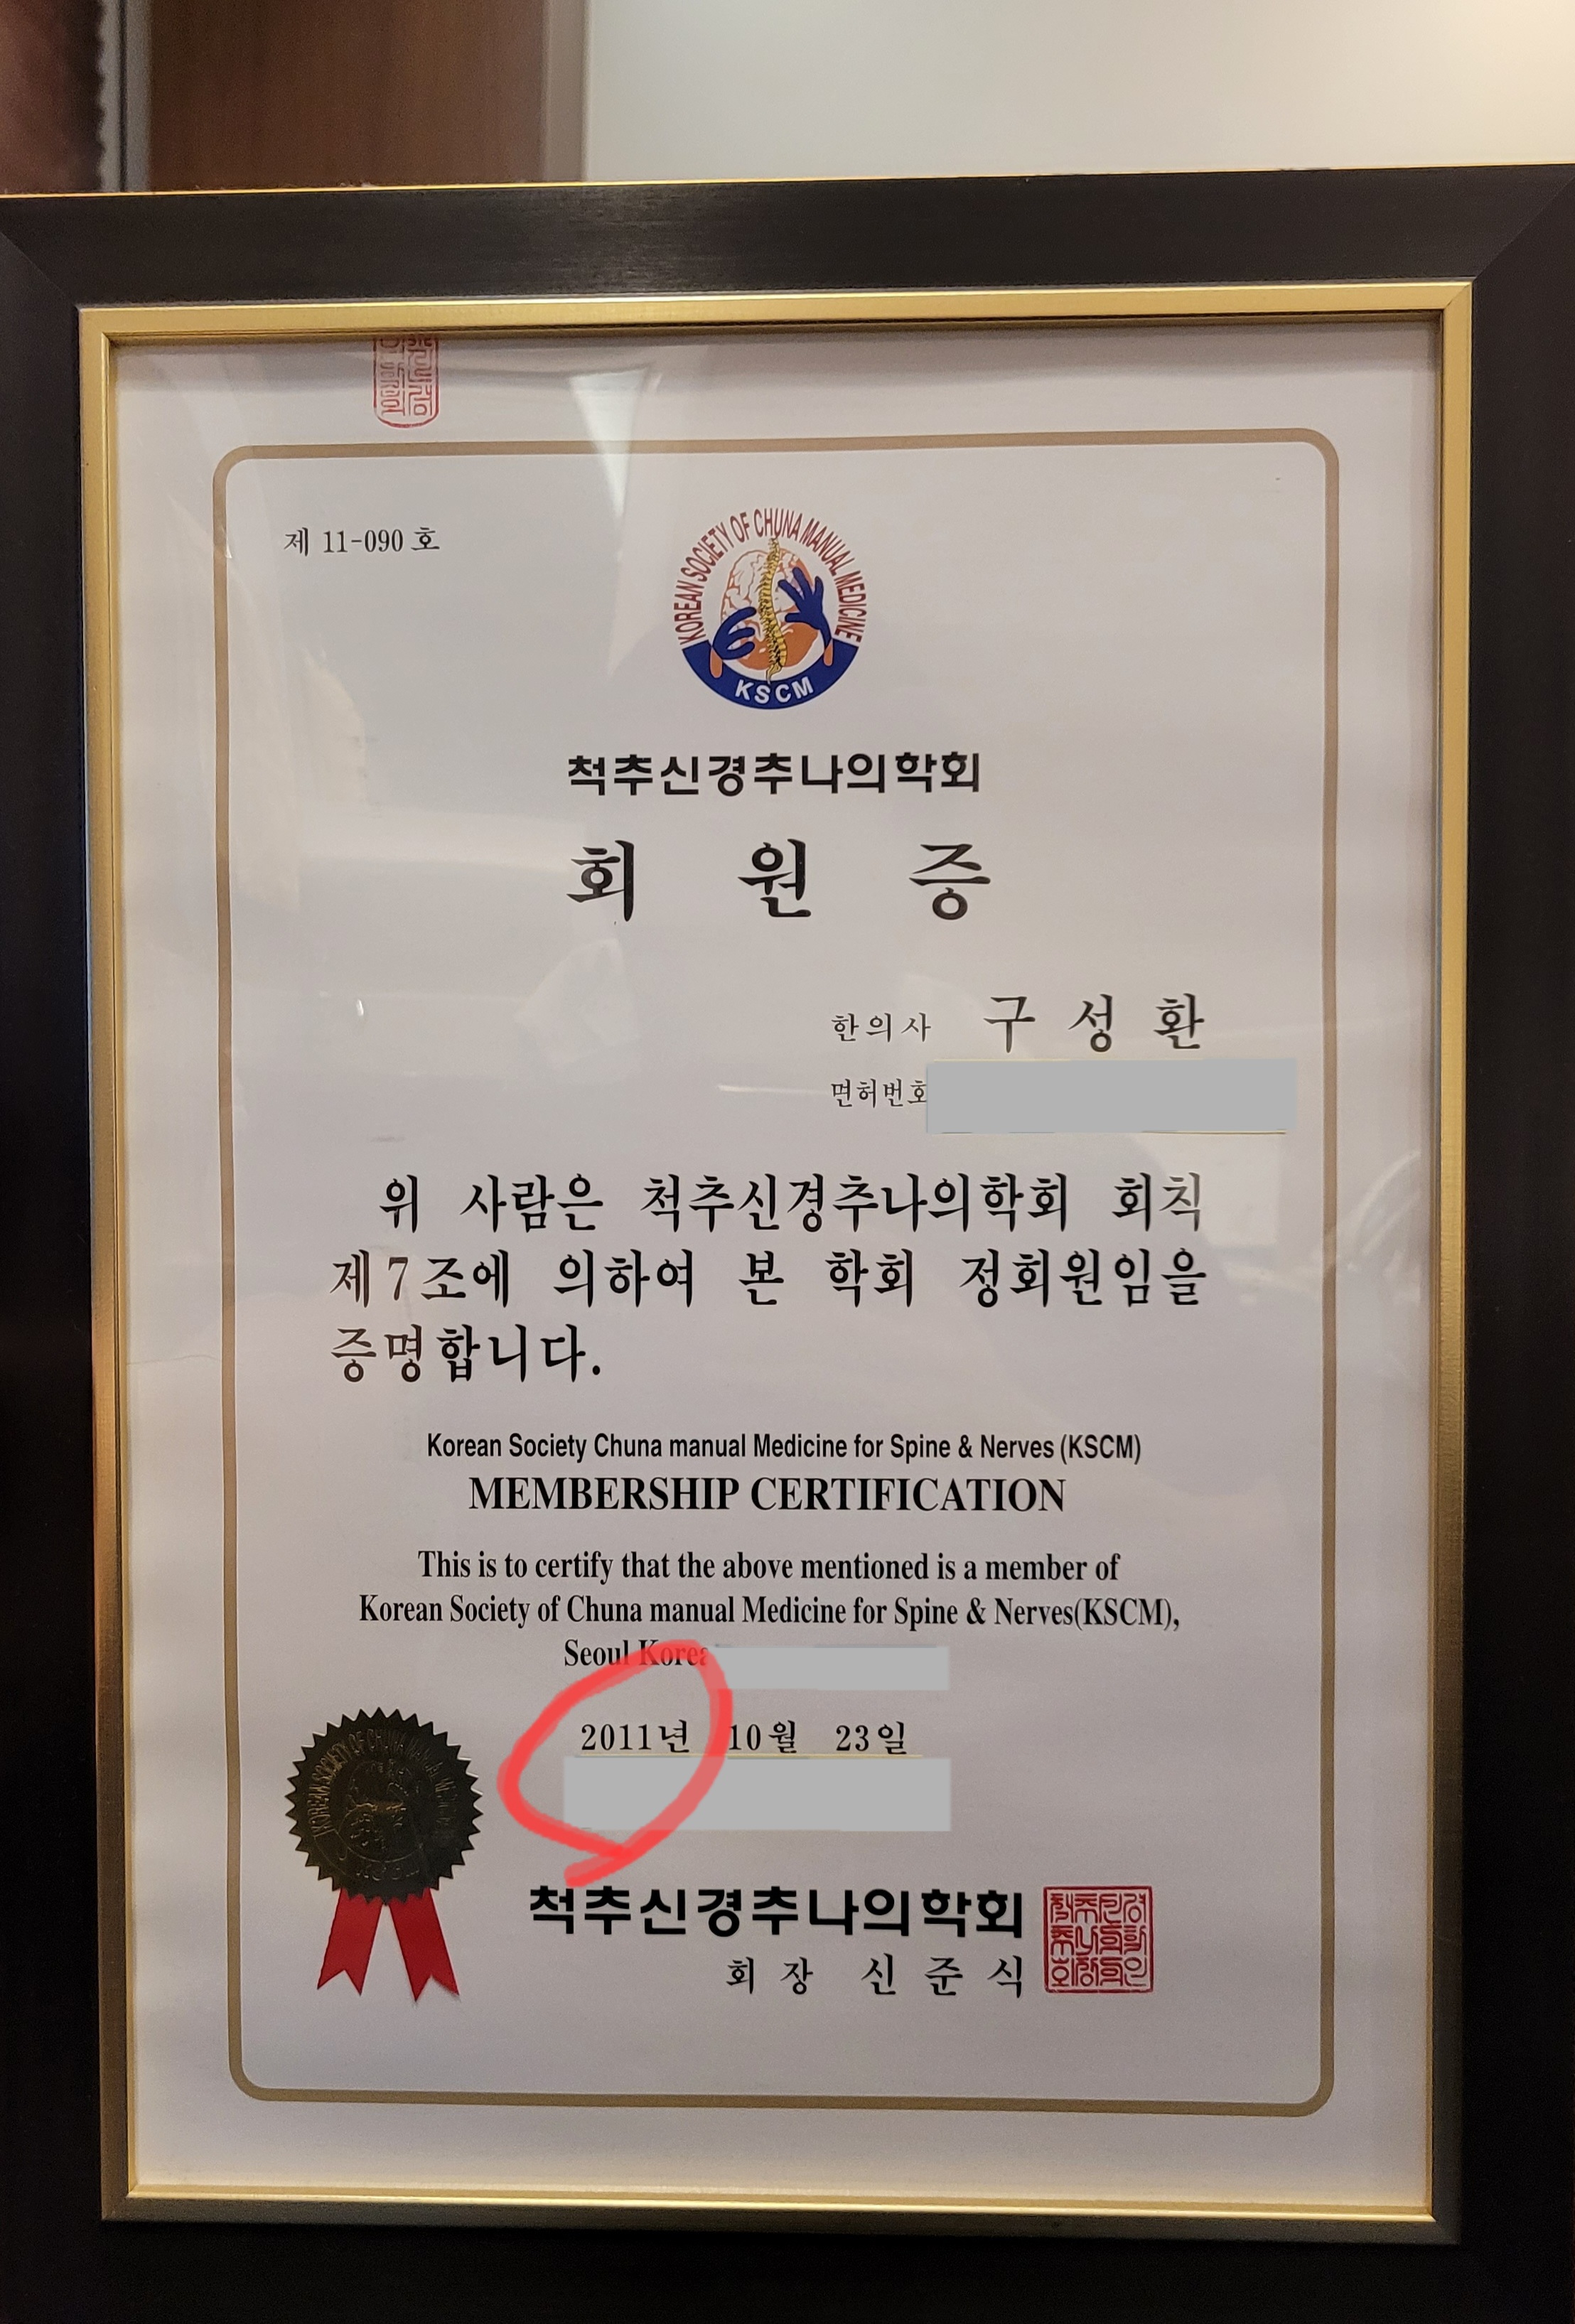 제 11-090 호
KOREAN SOCIETY OF CHUNA MANUAL MEDICINE
KSCM
척추신경추나의학회
회 원 증
한의사 구 성 환
면허번호
위 사람은 척추신경추나의학회 회칙
제7조에 의하여 본 학회 정회원임을
증명합니다.
Korean Society Chuna manual Medicine for Spine & Nerves (KSCM)
MEMBERSHIP CERTIFICATION
This is to certify that the above mentioned is a member of
Korean Society of Chuna manual Medicine for Spine & Nerves(KSCM),
Seoul Korea
2011년 10월 23일
척추신경추나의학회
회 장 신 준 식